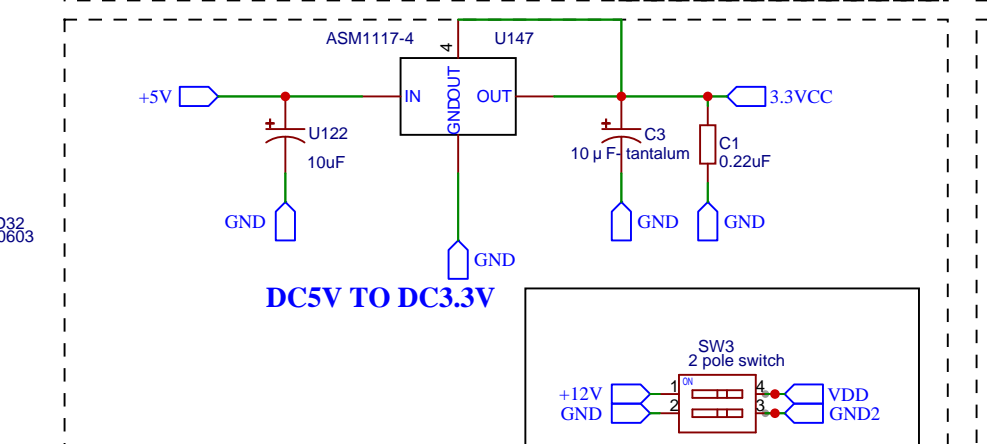 ASM1117-4
4
U147
+5V
IN
GND
OUT
OUT
3.3VCC
+
U122
10uF
+
C3
10 µ F- tantalum
C1
0.22uF
GND
GND
GND
GND
032
0603
DC5V TO DC3.3V
SW3
2 pole switch
ON
+12V
1
4
VDD
GND
2
3
GND2